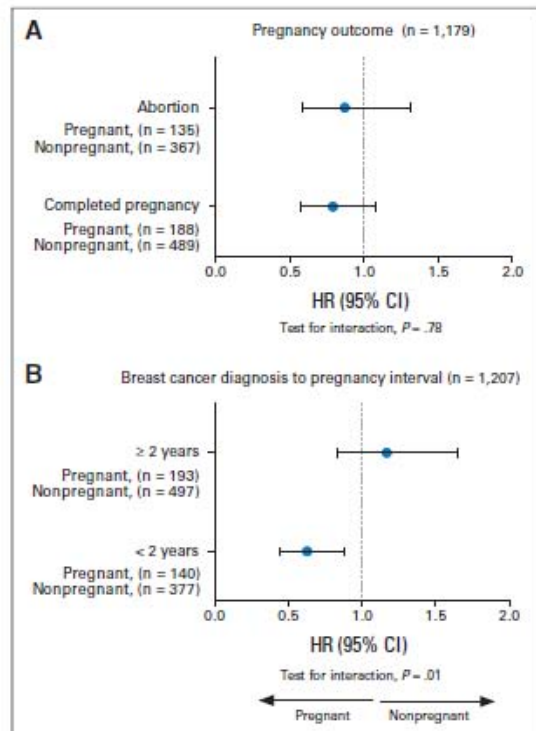 A
Pregnancy outcome (n = 1,179)
Abortion
Pregnant, (n = 135)
Nonpregnant, (n = 367)
Completed pregnancy
Pregnant, (n = 188)
Nonpregnant, (n = 489)
0.0 0.5 1.0 1.5 2.0
HR (95% CI)
Test for interaction, P = .78
B
Breast cancer diagnosis to pregnancy interval (n = 1,207)
≥ 2 years
Pregnant, (n = 193)
Nonpregnant, (n = 497)
< 2 years
Pregnant, (n = 140)
Nonpregnant, (n = 377)
0.0 0.5 1.0 1.5 2.0
HR (95% CI)
Test for interaction, P = .01
Pregnant Nonpregnant